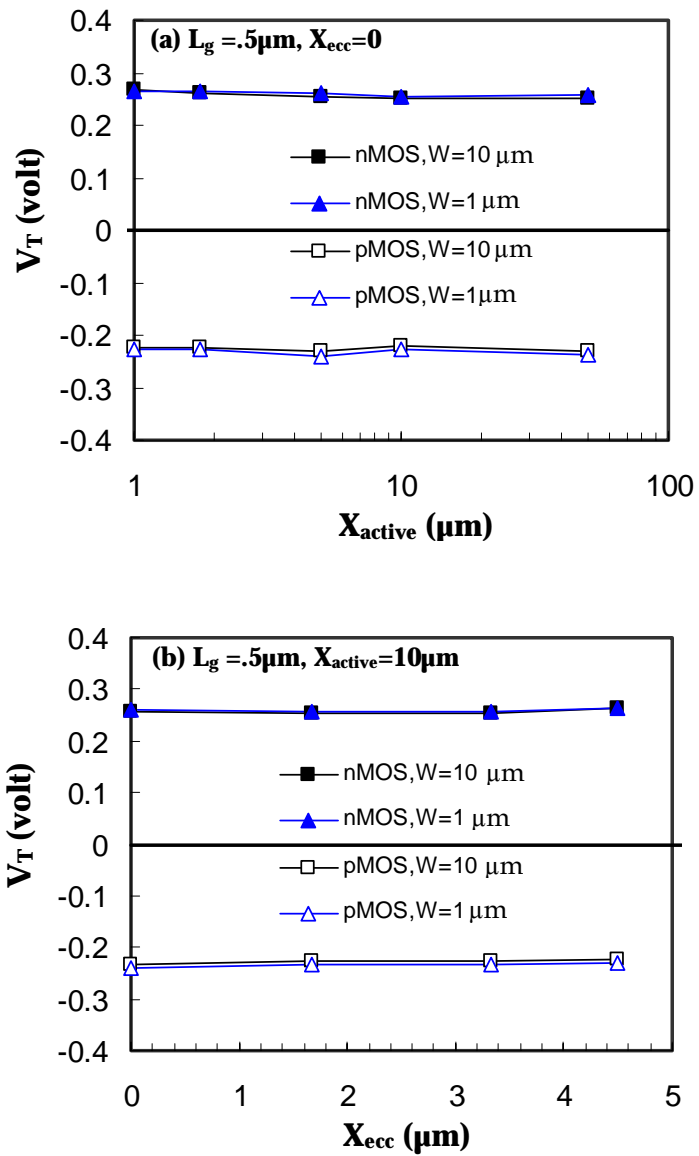 (a) Lg =.5µm, Xecc=0
0.4
0.3
0.2
0.1
0
-0.1
-0.2
-0.3
-0.4
VT (volt)
nMOS,W=10 µm
nMOS,W=1 µm
pMOS,W=10 µm
pMOS,W=1µm
1 10 100
Xactive (µm)
(b) Lg =.5µm, Xactive=10µm
0.4
0.3
0.2
0.1
0
-0.1
-0.2
-0.3
-0.4
VT (volt)
nMOS,W=10 µm
nMOS,W=1 µm
pMOS,W=10 µm
pMOS,W=1 µm
0 1 2 3 4 5
Xecc (µm)